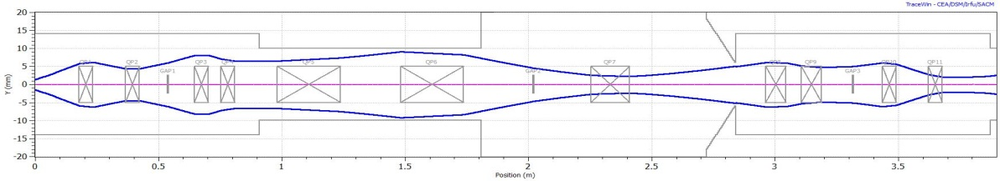 TraceWin - CEA/DSM/Irfu/SACM
20
15
10
5
0
-5
-10
-15
-20
Y (mm)
QP1 QP2 GAP1 QP3 QP4 QP5 QP6 GAP2 QP7 QP8 QP9 GAP3 QP10 QP11
0 0.5 1 1.5 2 2.5 3 3.5
Position (m)